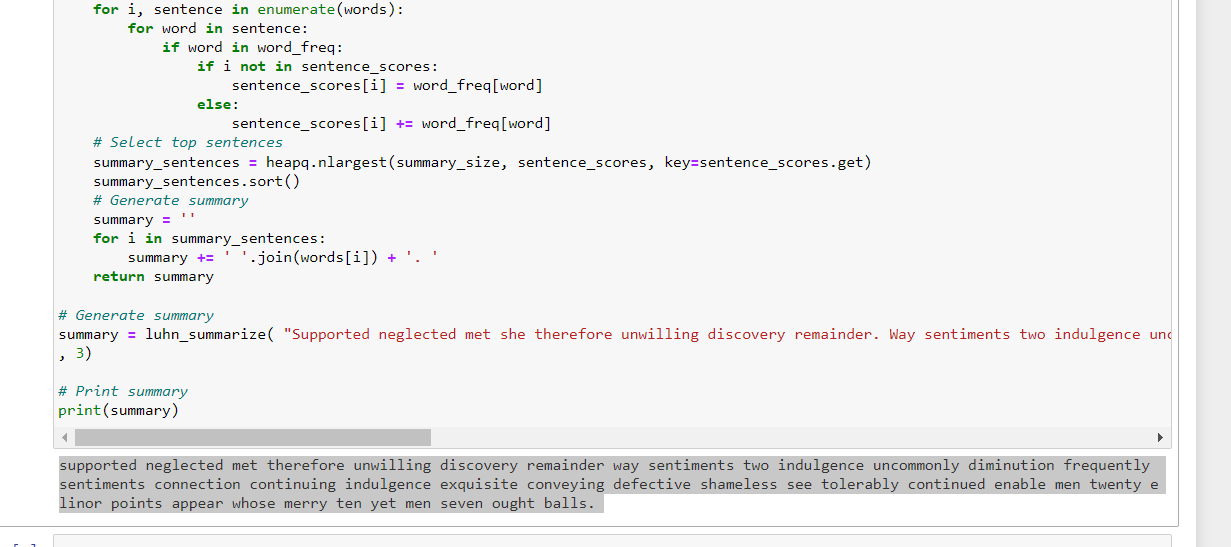 for i, sentence in enumerate(words):
for word in sentence:
if word in word_freq:
if i not in sentence_scores:
sentence_scores[i] = word_freq[word]
else:
sentence_scores[i] += word_freq[word]
# Select top sentences
summary_sentences = heapq.nlargest(summary_size, sentence_scores, key=sentence_scores.get)
summary_sentences.sort()
# Generate summary
summary = ''
for i in summary_sentences:
summary += ' '.join(words[i]) + '. '
return summary
# Generate summary
summary = luhn_summarize( "Supported neglected met she therefore unwilling discovery remainder. Way sentiments two indulgence unc
, 3)
# Print summary
print(summary)
supported neglected met therefore unwilling discovery remainder way sentiments two indulgence uncommonly diminution frequently
sentiments connection continuing indulgence exquisite conveying defective shameless see tolerably continued enable men twenty e
linor points appear whose merry ten yet men seven ought balls.